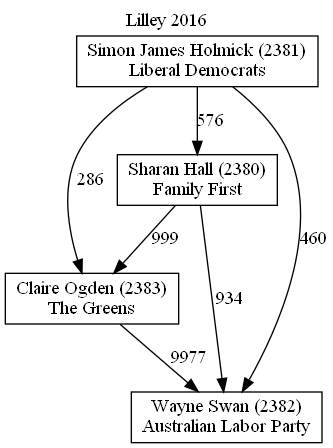 Lilley 2016
Simon James Holmick (2381)
Liberal Democrats
576
Sharan Hall (2380)
Family First
286
999
460
Claire Ogden (2383)
The Greens
934
9977
Wayne Swan (2382)
Australian Labor Party